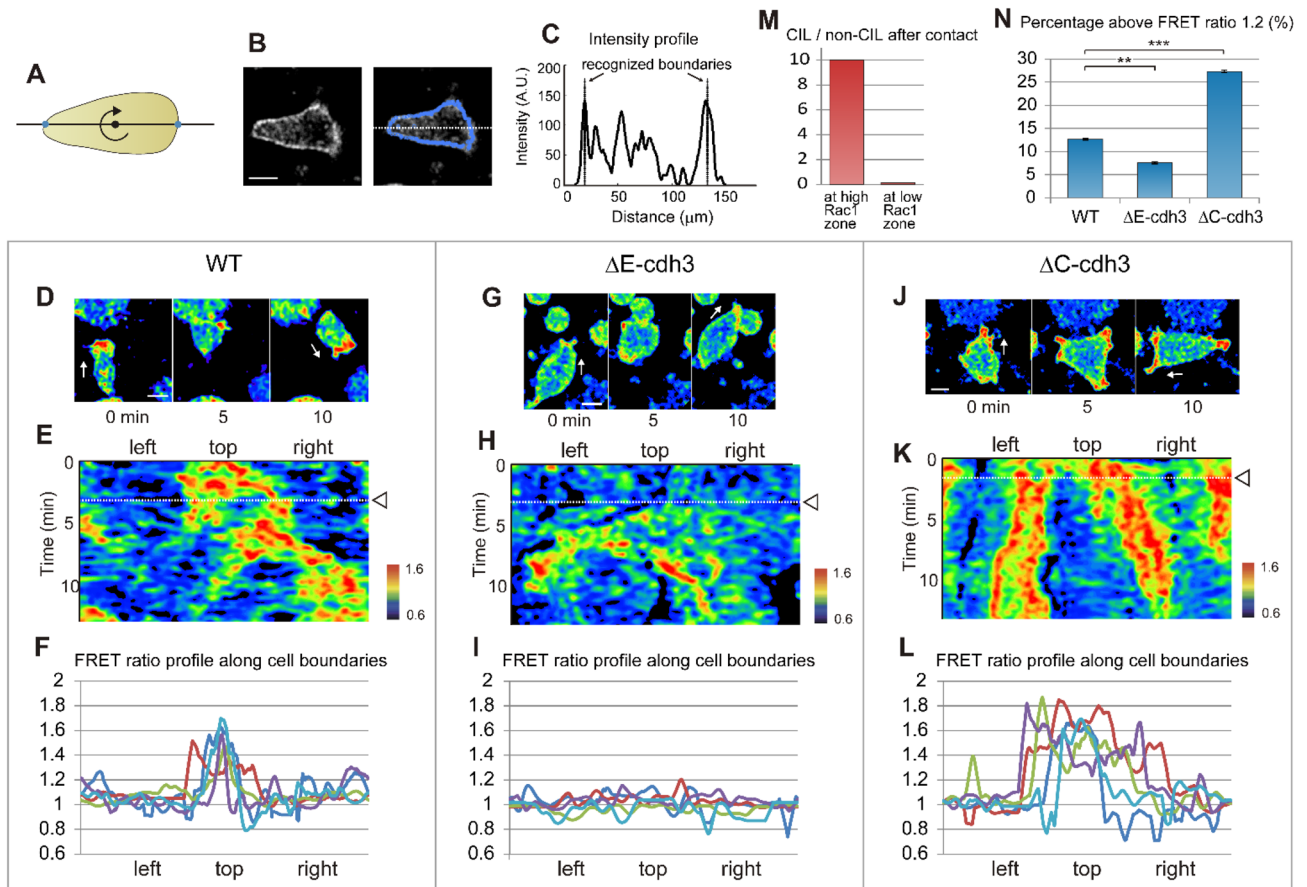 A
B
C
Intensity profile
recognized boundaries
Intensity (A.U.)
200
150
100
50
0
0
50
100
150
Distance (μm)
M
CIL / non-CIL after contact
10
8
6
4
2
0
at high
Rac1
zone
at low
Rac1
zone
N
Percentage above FRET ratio 1.2 (%)
***
**
30
25
20
15
10
5
0
WT
ΔE-cdh3
ΔC-cdh3
WT
D
0 min
5
10
E
left
top
right
Time (min)
0
5
10
1.6
0.6
F
FRET ratio profile along cell boundaries
2
1.8
1.6
1.4
1.2
1
0.8
0.6
left
top
right
ΔE-cdh3
G
0 min
5
10
H
left
top
right
Time (min)
0
5
10
1.6
0.6
I
FRET ratio profile along cell boundaries
2
1.8
1.6
1.4
1.2
1
0.8
0.6
left
top
right
ΔC-cdh3
J
0 min
5
10
K
left
top
right
Time (min)
0
5
10
1.6
0.6
L
FRET ratio profile along cell boundaries
2
1.8
1.6
1.4
1.2
1
0.8
0.6
left
top
right